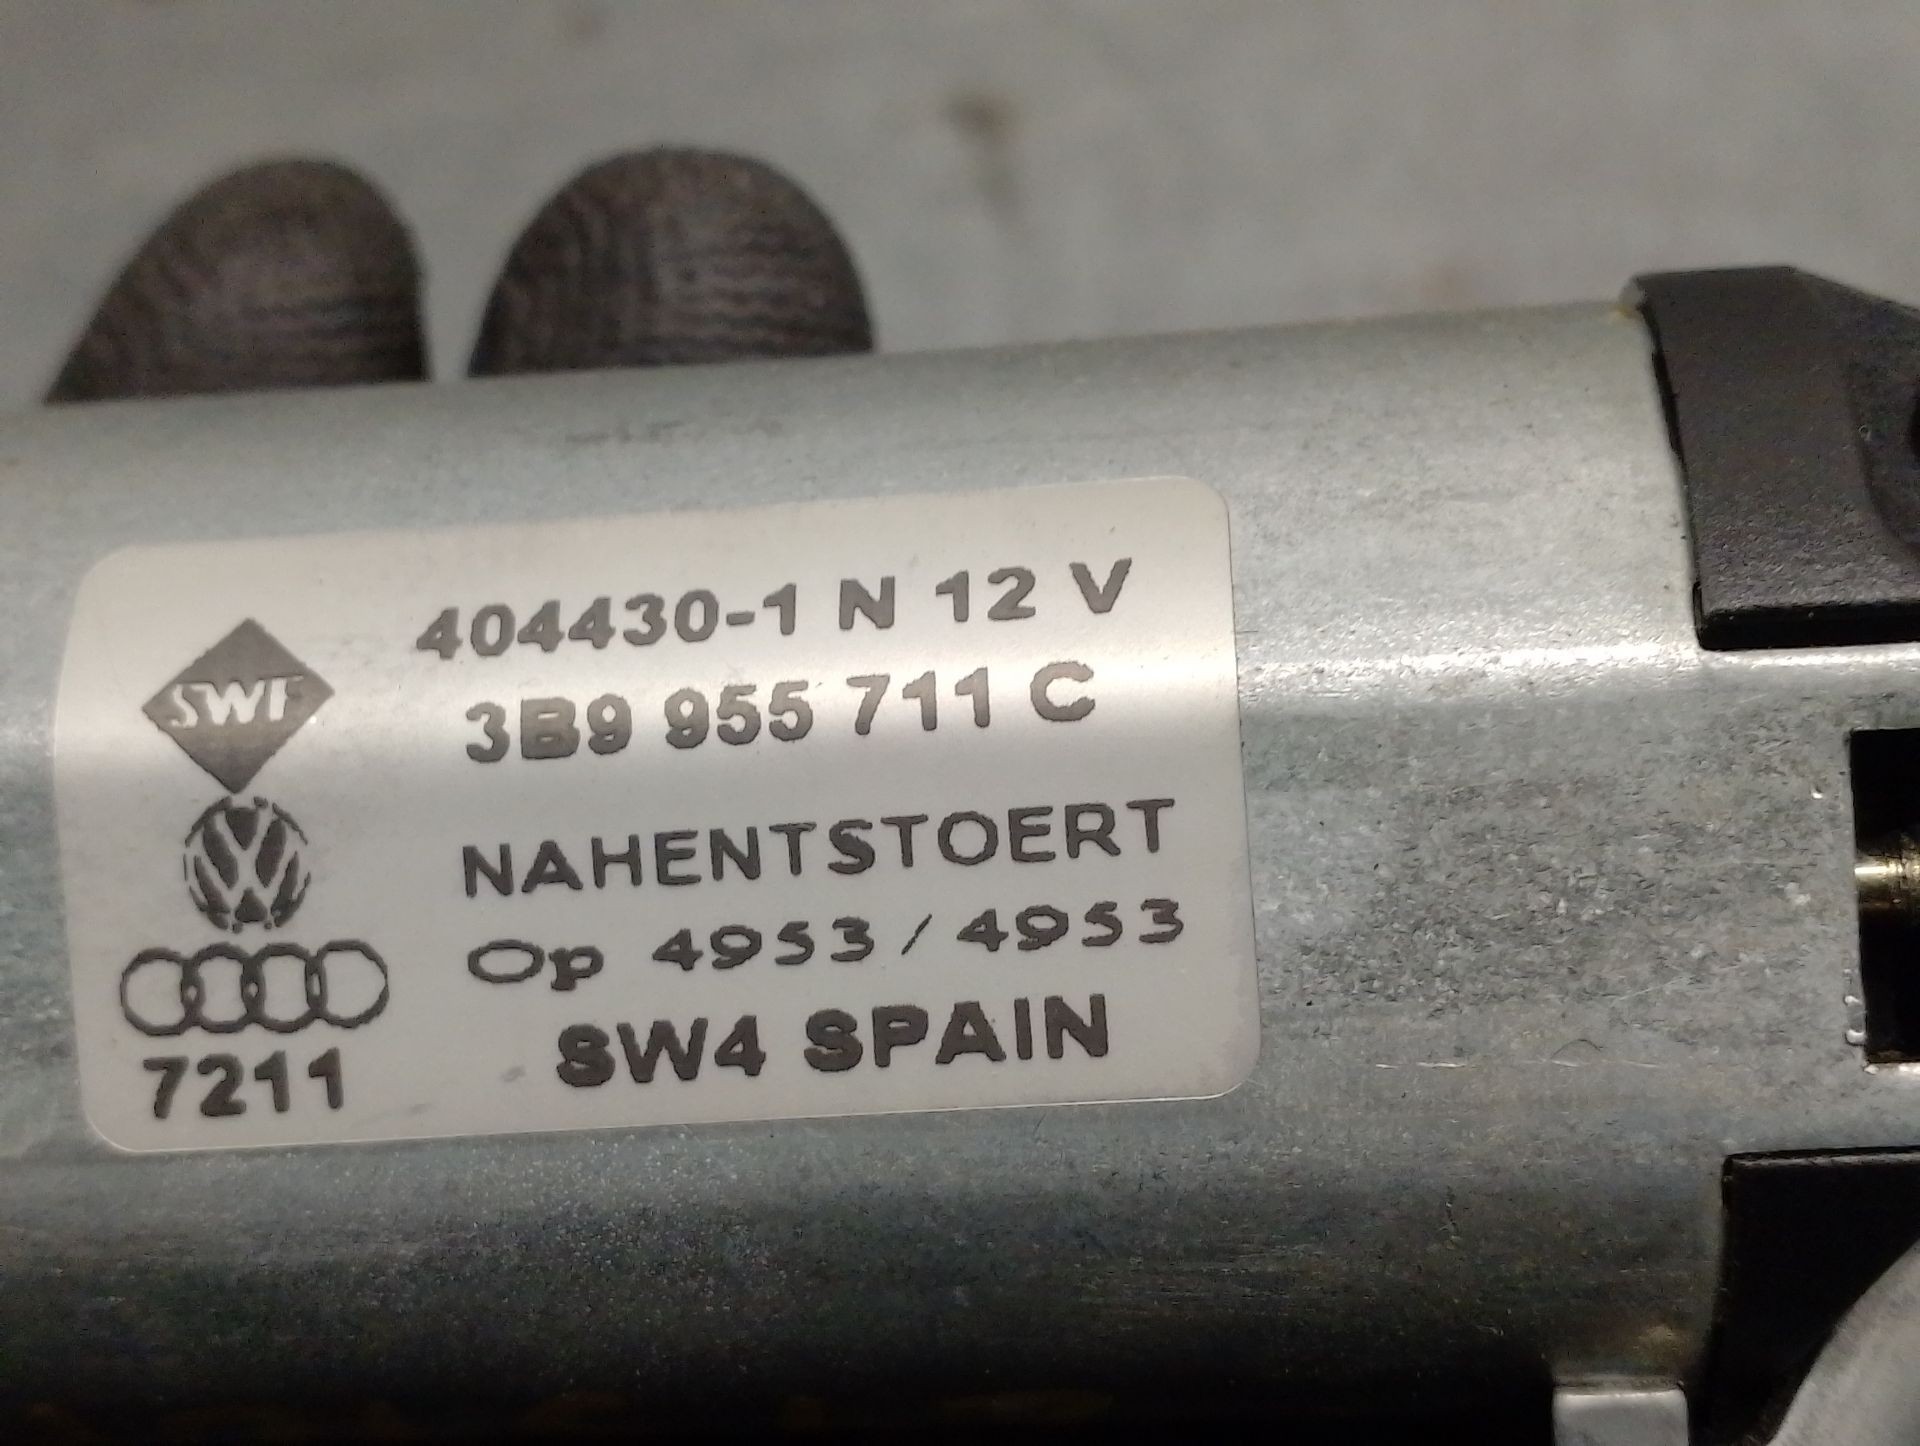 404430-1 N 12 V
SWF
3B9 955 711 C
NAHENTSTOERT
Op 4953 / 4953
SW4 SPAIN
7211